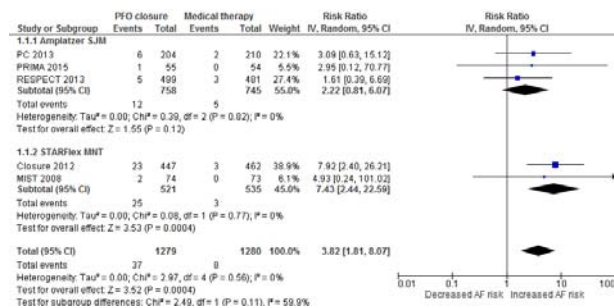 PFO closure Medical therapy Risk Ratio Risk Ratio
Study or Subgroup Events Total Events Total Weight IV, Random, 95% CI IV, Random, 95% CI
1.1.1 Amplatzer SJM
PC 2013 6 204 2 210 22.1% 3.09 [0.63, 15.12]
PRIMA 2015 1 55 0 54 5.5% 2.95 [0.12, 70.77]
RESPECT 2013 5 499 3 481 27.4% 1.61 [0.39, 6.69]
Subtotal (95% CI) 758 745 55.0% 2.22 [0.81, 6.07]
Total events 12 5
Heterogeneity: Tau² = 0.00; Chi² = 0.39, df = 2 (P = 0.82); I² = 0%
Test for overall effect: Z = 1.55 (P = 0.12)
1.1.2 STARFlex MNT
Closure 2012 23 447 3 462 38.9% 7.92 [2.40, 26.21]
MIST 2008 2 74 0 73 6.1% 4.93 [0.24, 101.02]
Subtotal (95% CI) 521 535 45.0% 7.43 [2.44, 22.59]
Total events 25 3
Heterogeneity: Tau² = 0.00; Chi² = 0.08, df = 1 (P = 0.77); I² = 0%
Test for overall effect: Z = 3.53 (P = 0.0004)
Total (95% CI) 1279 1280 100.0% 3.82 [1.81, 8.07]
Total events 37 8
Heterogeneity: Tau² = 0.00; Chi² = 2.97, df = 4 (P = 0.56); I² = 0%
Test for overall effect: Z = 3.52 (P = 0.0004)
Test for subgroup differences: Chi² = 2.49, df = 1 (P = 0.11), I² = 59.9%
0.01 0.1 1 10 100
Decreased AF risk Increased AF risk